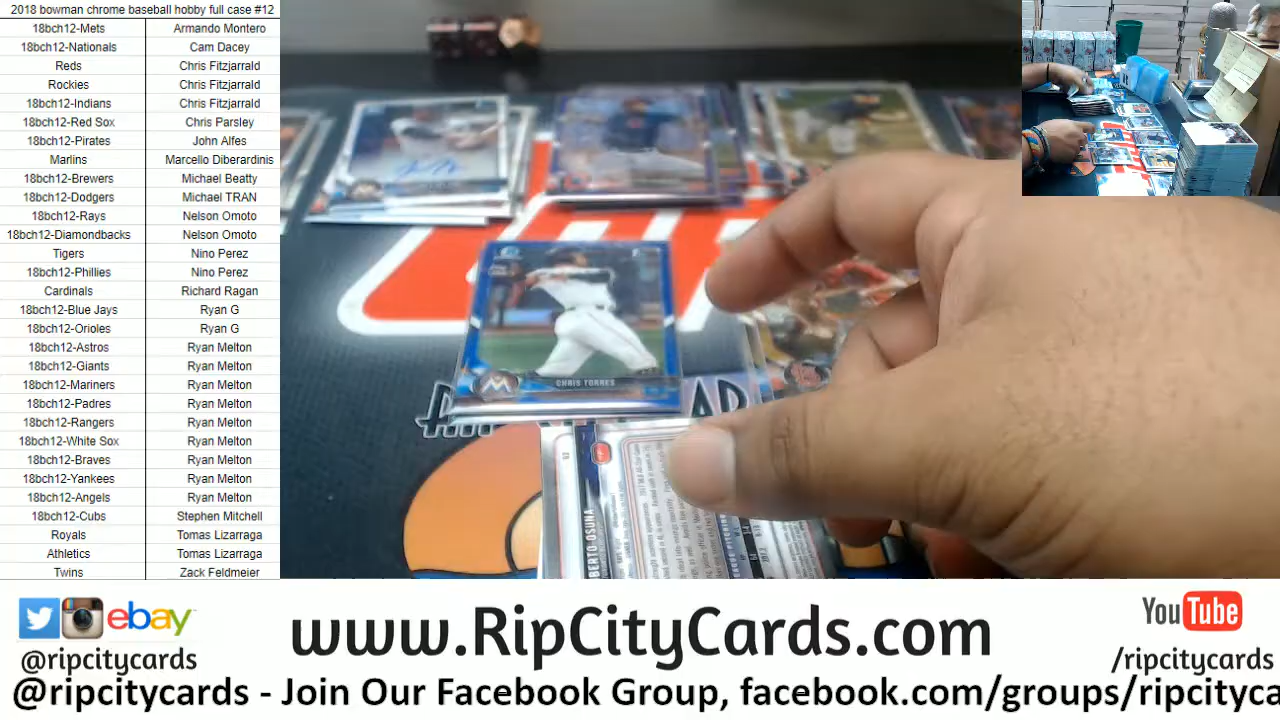 2018 bowman chrome baseball hobby full case #12
18bch12-Mets Armando Montero
18bch12-Nationals Cam Dacey
Reds Chris Fitzjarrald
Rockies Chris Fitzjarrald
18bch12-Indians Chris Fitzjarrald
18bch12-Red Sox Chris Parsley
18bch12-Pirates John Alfes
Marlins Marcello Diberardinis
18bch12-Brewers Michael Beatty
18bch12-Dodgers Michael TRAN
18bch12-Rays Nelson Omoto
18bch12-Diamondbacks Nelson Omoto
Tigers Nino Perez
18bch12-Phillies Nino Perez
Cardinals Richard Ragan
18bch12-Blue Jays Ryan G
18bch12-Orioles Ryan G
18bch12-Astros Ryan Melton
18bch12-Giants Ryan Melton
18bch12-Mariners Ryan Melton
18bch12-Padres Ryan Melton
18bch12-Rangers Ryan Melton
18bch12-White Sox Ryan Melton
18bch12-Braves Ryan Melton
18bch12-Yankees Ryan Melton
18bch12-Angels Ryan Melton
18bch12-Cubs Stephen Mitchell
Royals Tomas Lizarraga
Athletics Tomas Lizarraga
Twins Zack Feldmeier
CHRIS TORRES
BERTO OSUNA
ebay
@ripcitycards
www.RipCityCards.com
YouTube
/ripcitycards
@ripcitycards - Join Our Facebook Group, facebook.com/groups/ripcityca